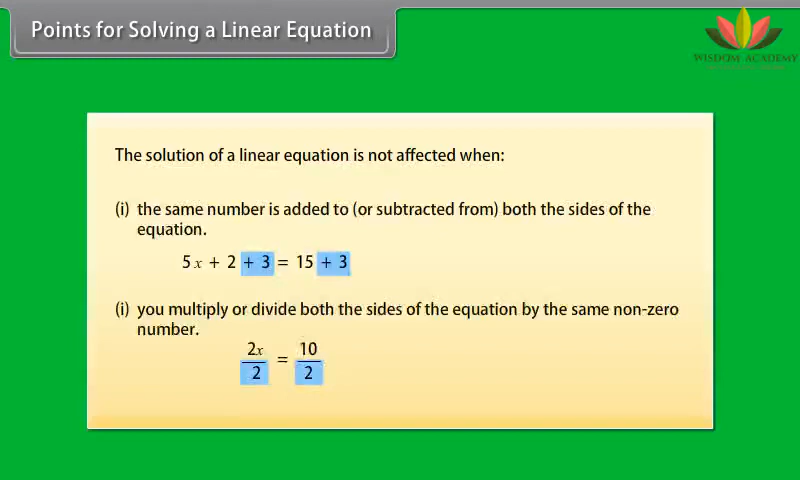 Points for Solving a Linear Equation
WISDOM ACADEMY
The solution of a linear equation is not affected when:
(i) the same number is added to (or subtracted from) both the sides of the
equation.
5x + 2 + 3 = 15 + 3
(i) you multiply or divide both the sides of the equation by the same non-zero
number.
2x/2 = 10/2